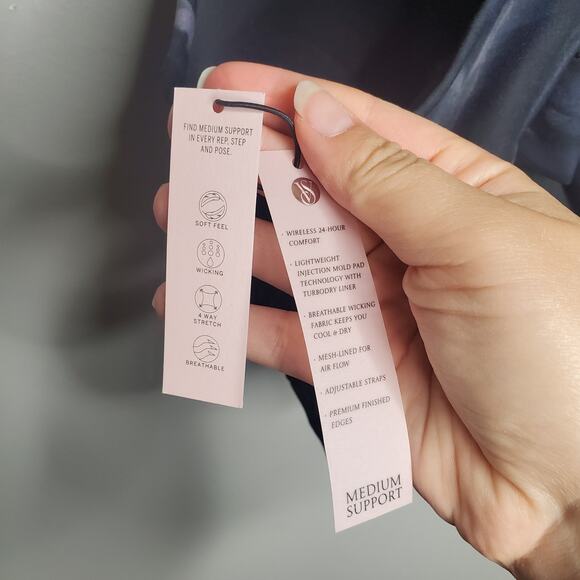 FIND MEDIUM SUPPORT
IN EVERY REP, STEP
AND POSE.
SOFT FEEL
WICKING
4 WAY
STRETCH
BREATHABLE
VS
· WIRELESS 24-HOUR
COMFORT
· LIGHTWEIGHT
INJECTION MOLD PAD
TECHNOLOGY WITH
TURBODRY LINER
· BREATHABLE WICKING
FABRIC KEEPS YOU
COOL & DRY
· MESH-LINED FOR
AIR FLOW
· ADJUSTABLE STRAPS
· PREMIUM FINISHED
EDGES
MEDIUM
SUPPORT